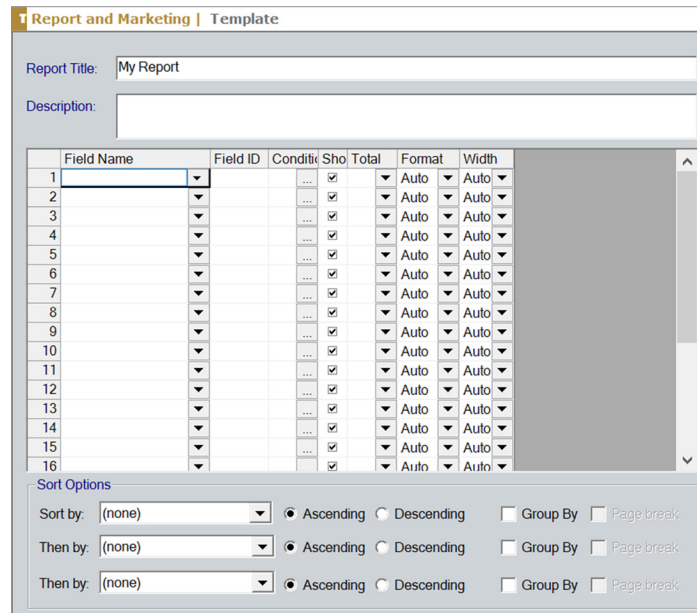 Report and Marketing | Template
Report Title: My Report
Description:
Field Name Field ID Conditic Sho Total Format Width
1 ... Auto Auto
2 ... Auto Auto
3 ... Auto Auto
4 ... Auto Auto
5 ... Auto Auto
6 ... Auto Auto
7 ... Auto Auto
8 ... Auto Auto
9 ... Auto Auto
10 ... Auto Auto
11 ... Auto Auto
12 ... Auto Auto
13 ... Auto Auto
14 ... Auto Auto
15 ... Auto Auto
16 ... Auto Auto
Sort Options
Sort by: (none) Ascending Descending Group By Page break
Then by: (none) Ascending Descending Group By Page break
Then by: (none) Ascending Descending Group By Page break